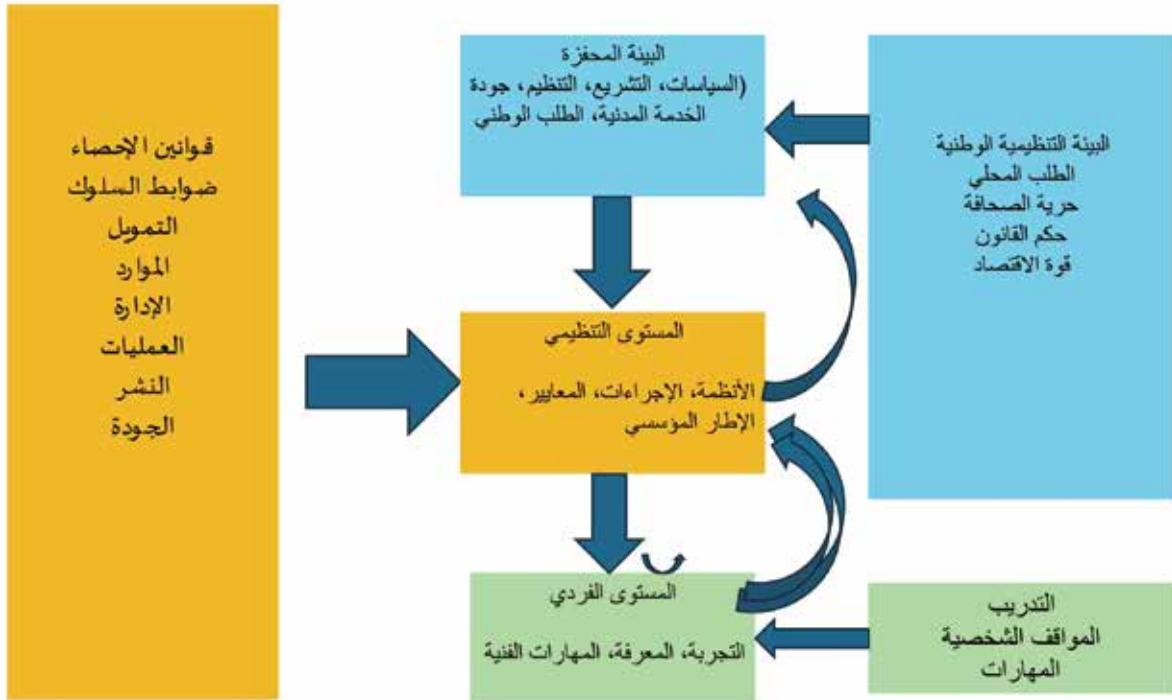 البيئة المحفزة
(السياسات، التشريع، التنظيم، جودة
الخدمة المدنية، الطلب الوطني
البيئة التنظيمية الوطنية
الطلب المحلي
حرية الصحافة
حكم القانون
قوة الاقتصاد
قوانين الإحصاء
ضوابط السلوك
التمويل
الموارد
الإدارة
العمليات
النشر
الجودة
المستوى التنظيمي
الأنظمة، الإجراءات، المعايير،
الإطار المؤسسي
المستوى الفردي
التجربة، المعرفة، المهارات الفنية
التدريب
المواقف الشخصية
المهارات